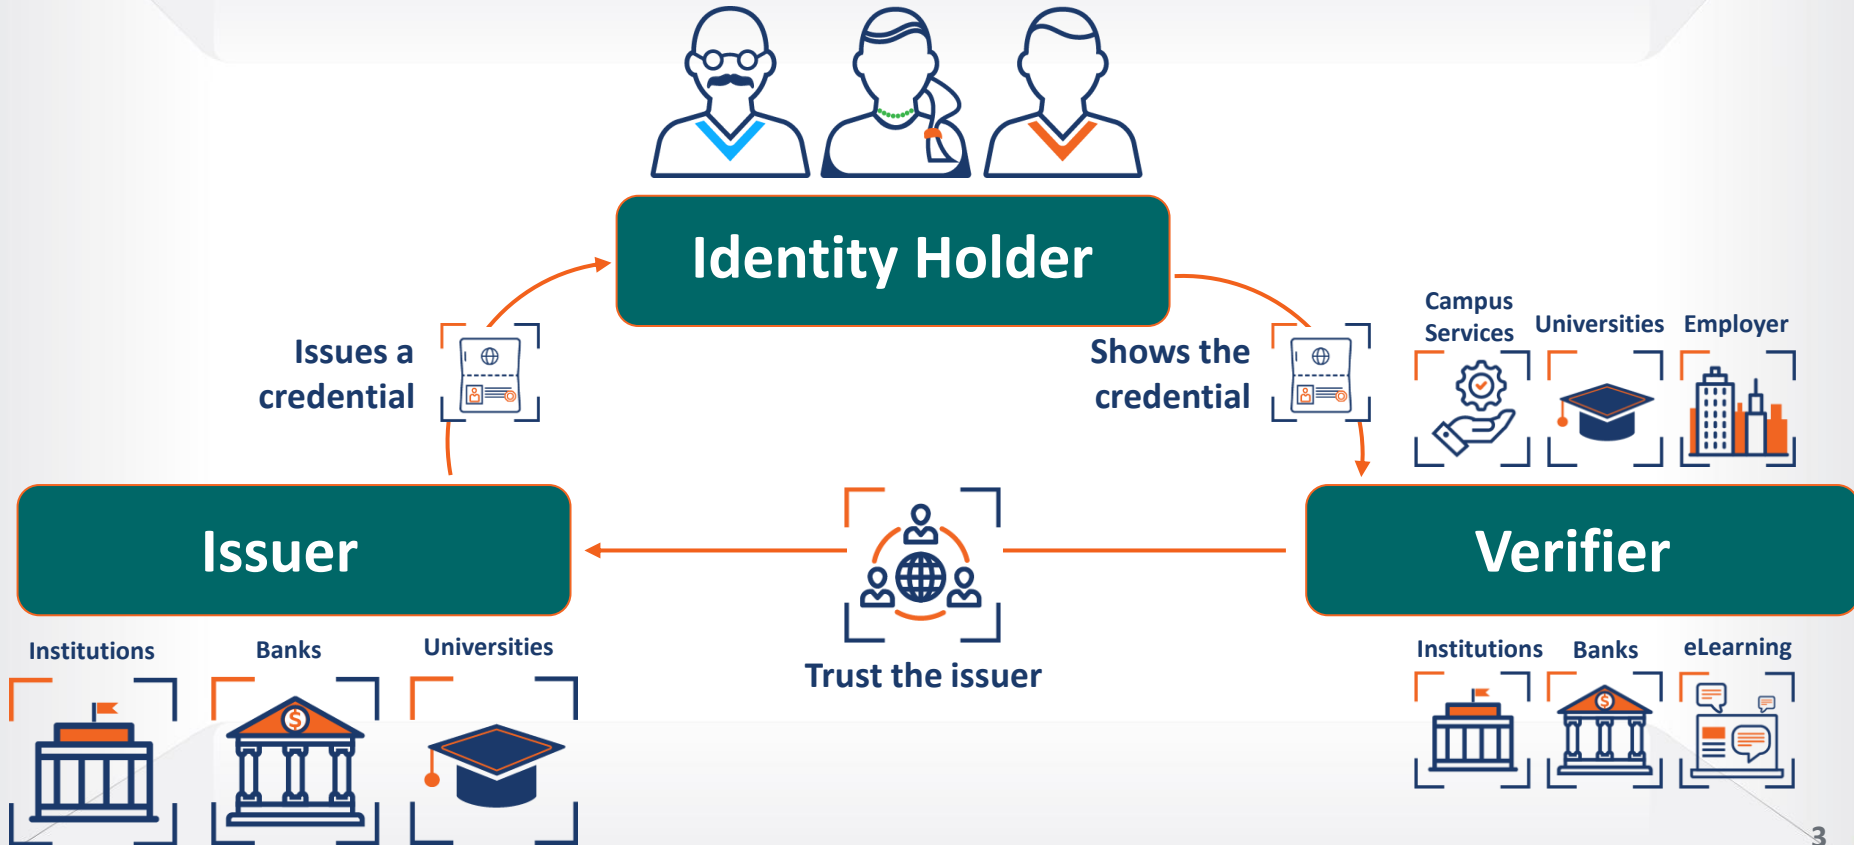 Identity Holder
Issues a
credential
Shows the
credential
Campus
Services
Universities
Employer
Issuer
Verifier
Trust the issuer
Institutions
Banks
$
Universities
Institutions
Banks
$
eLearning
3